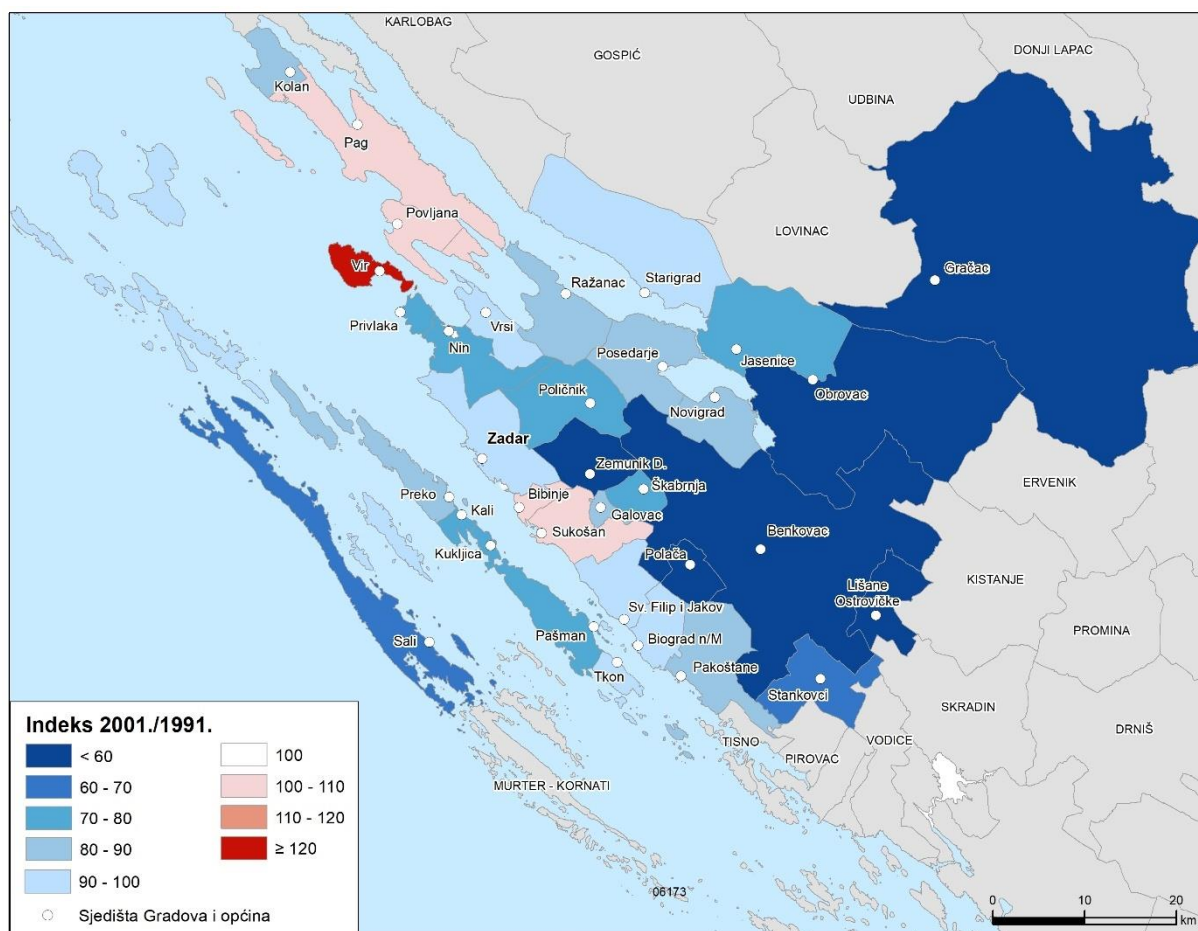 KARLOBAG
GOSPIĆ
DONJI LAPAC
UDBINA
Kolan
Pag
Povljana
LOVINAC
Vir
Gračac
Ražanac
Starigrad
Privlaka
Vrsi
Nin
Posedarje
Jasenice
Obrovac
Poličnik
Novigrad
Zadar
Zemunik D.
Škabrnja
ERVENIK
Preko
Bibinje
Galovac
Kali
Sukošan
Benkovac
Kukljica
Polača
KISTANJE
Lišane
Ostrovičke
Sv. Filip i Jakov
PROMINA
Pašman
Sali
Biograd n/M
Tkon
Pakoštane
Stankovci
SKRADIN
DRNIŠ
TISNO
VODICE
PIROVAC
MURTER - KORNATI
06173
Indeks 2001./1991.
< 60
60 - 70
70 - 80
80 - 90
90 - 100
100
100 - 110
110 - 120
≥ 120
Sjedišta Gradova i općina
0 10 20
km